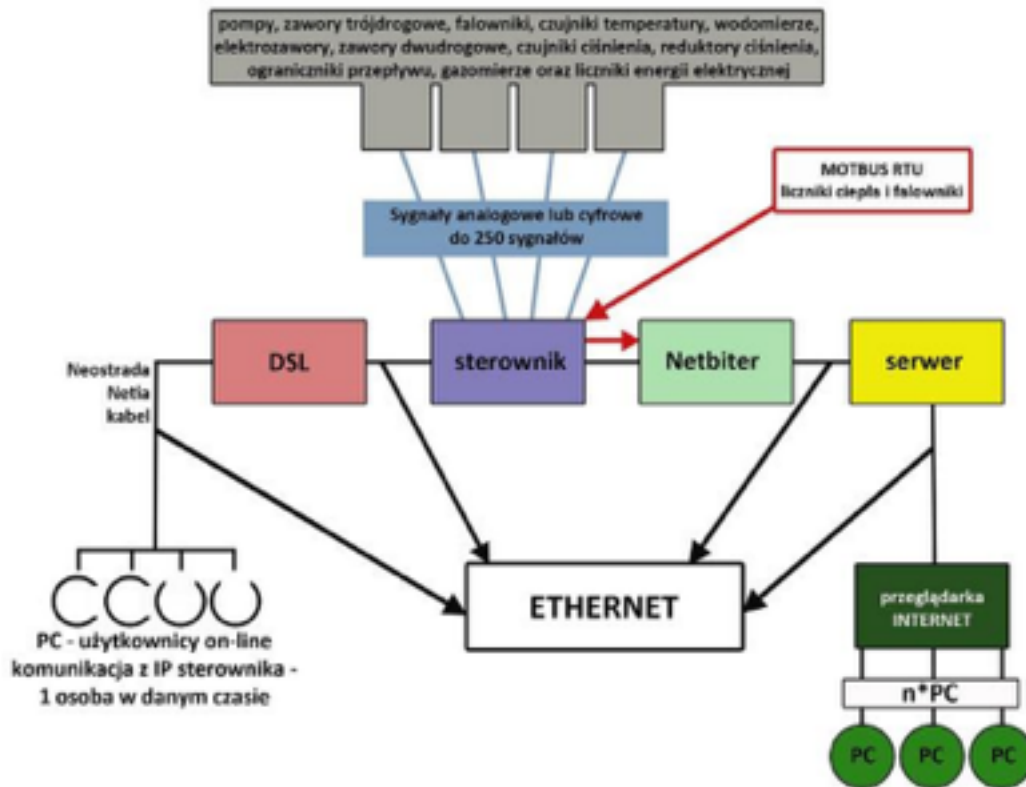 pompy, zawory trójdrogowe, falowniki, czujniki temperatury, wodomierze,
elektrozawory, zawory dwudrogowe, czujniki ciśnienia, reduktory ciśnienia,
ograniczniki przepływu, gazomierze oraz liczniki energii elektrycznej
MOTBUS RTU
liczniki ciepła i falowniki
Sygnały analogowe lub cyfrowe
do 250 sygnałów
DSL
sterownik
Netbiter
serwer
Neostrada
Netia
kabel
ETHERNET
przeglądarka
INTERNET
PC - użytkownicy on-line
komunikacja z IP sterownika -
1 osoba w danym czasie
n*PC
PC
PC
PC